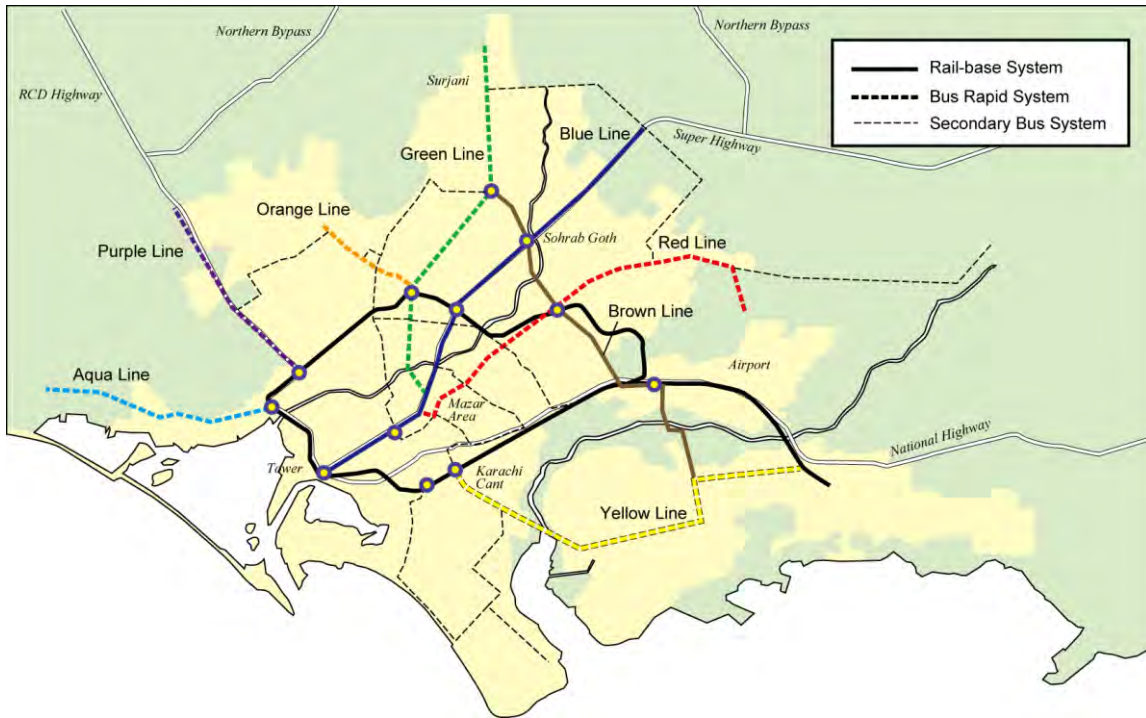 Northern Bypass
Northern Bypass
RCD Highway
Surjani
Rail-base System
Bus Rapid System
Secondary Bus System
Blue Line
Super Highway
Green Line
Orange Line
Purple Line
Sohrab Goth
Red Line
Brown Line
Aqua Line
Airport
Mazar
Area
National Highway
Tower
Karachi
Cant
Yellow Line